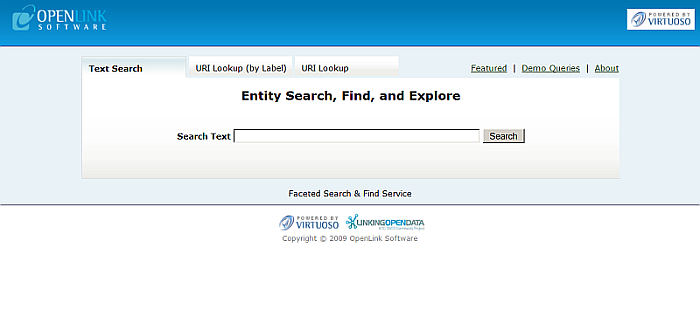 OPENLINK
SOFTWARE
POWERED BY
VIRTUOSO
Text Search
URI Lookup (by Label)
URI Lookup
Featured | Demo Queries | About
Entity Search, Find, and Explore
Search Text
Search
Faceted Search & Find Service
POWERED BY
VIRTUOSO
LINKINGOPENDATA
Copyright © 2009 OpenLink Software